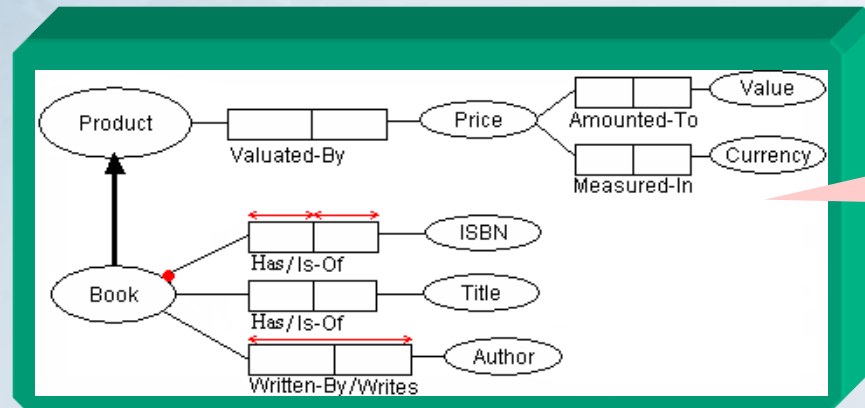 Value
Product
Price
Amounted-To
Valuated-By
Currency
Measured-In
ISBN
Has/Is-Of
Book
Title
Has/Is-Of
Author
Written-By/Writes